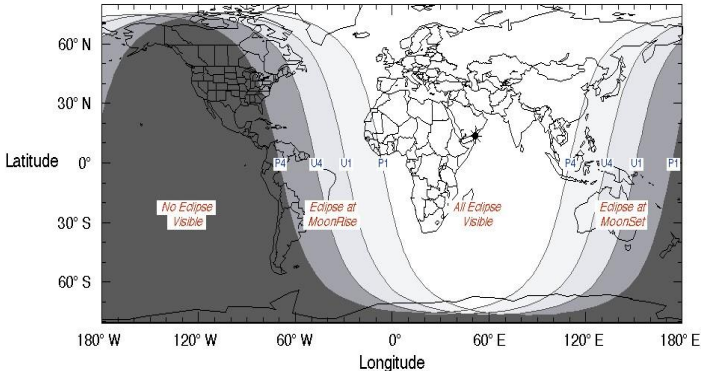 60° N
30° N
Latitude
0°
30° S
60° S
P4 U4 U1 P1 P4 U4 U1 P1
No Eclipse
Visible
Eclipse at
MoonRise
All Eclipse
Visible
Eclipse at
MoonSet
180° W 120° W 60° W 0° 60° E 120° E 180° E
Longitude